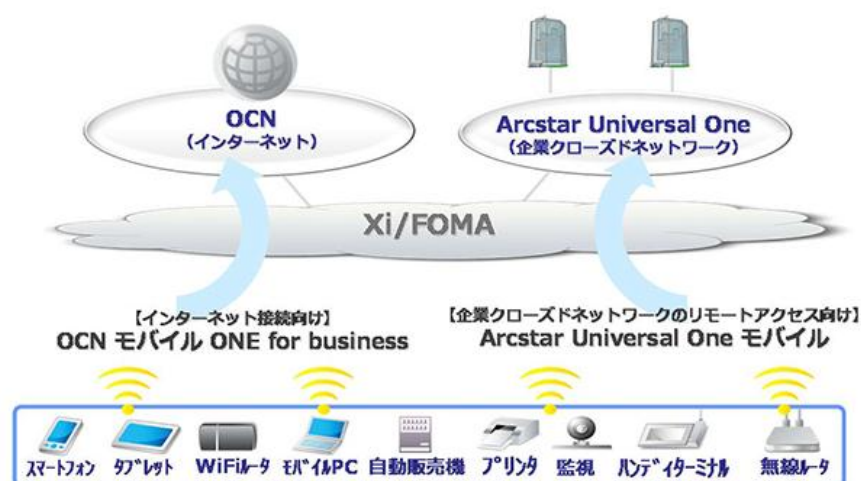 OCN
（インターネット）
Arcstar Universal One
（企業クローズドネットワーク）
Xi/FOMA
【インターネット接続向け】
OCN モバイル ONE for business
【企業クローズドネットワークのリモートアクセス向け】
Arcstar Universal One モバイル
ｽﾏｰﾄﾌｫﾝ ﾀﾌﾞﾚｯﾄ WiFiﾙｰﾀ ﾓﾊﾞｲﾙPC 自動販売機 ﾌﾟﾘﾝﾀ 監視 ﾊﾝﾃﾞｨﾀｰﾐﾅﾙ 無線ﾙｰﾀ